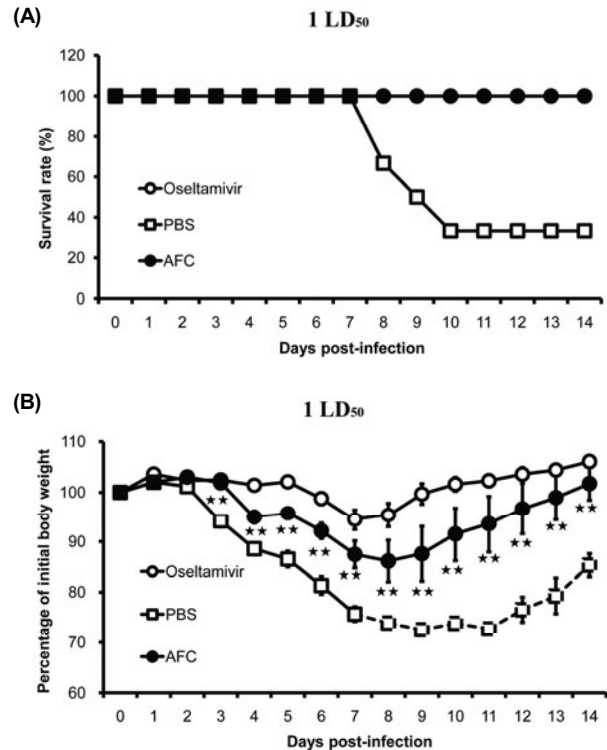 (A)
1 LD50
Survival rate (%)
120
100
80
60
40
20
0
Oseltamivir
PBS
AFC
0 1 2 3 4 5 6 7 8 9 10 11 12 13 14
Days post-infection
(B)
1 LD50
Percentage of initial body weight
110
100
90
80
70
60
Oseltamivir
PBS
AFC
★★ ★★ ★★ ★★ ★★ ★★ ★★ ★★ ★★ ★★ ★★ ★★
0 1 2 3 4 5 6 7 8 9 10 11 12 13 14
Days post-infection